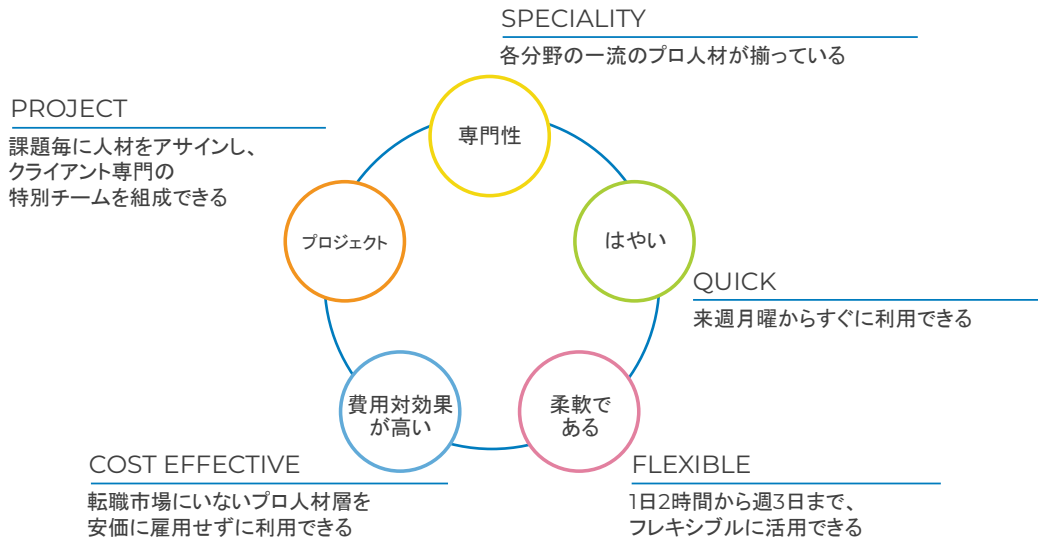 SPECIALITY
各分野の一流のプロ人材が揃っている
専門性
PROJECT
課題毎に人材をアサインし、
クライアント専門の
特別チームを組成できる
プロジェクト
はやい
QUICK
来週月曜からすぐに利用できる
費用対効果
が高い
COST EFFECTIVE
転職市場にいないプロ人材層を
安価に雇用せずに利用できる
柔軟で
ある
FLEXIBLE
1日2時間から週3日まで、
フレキシブルに活用できる